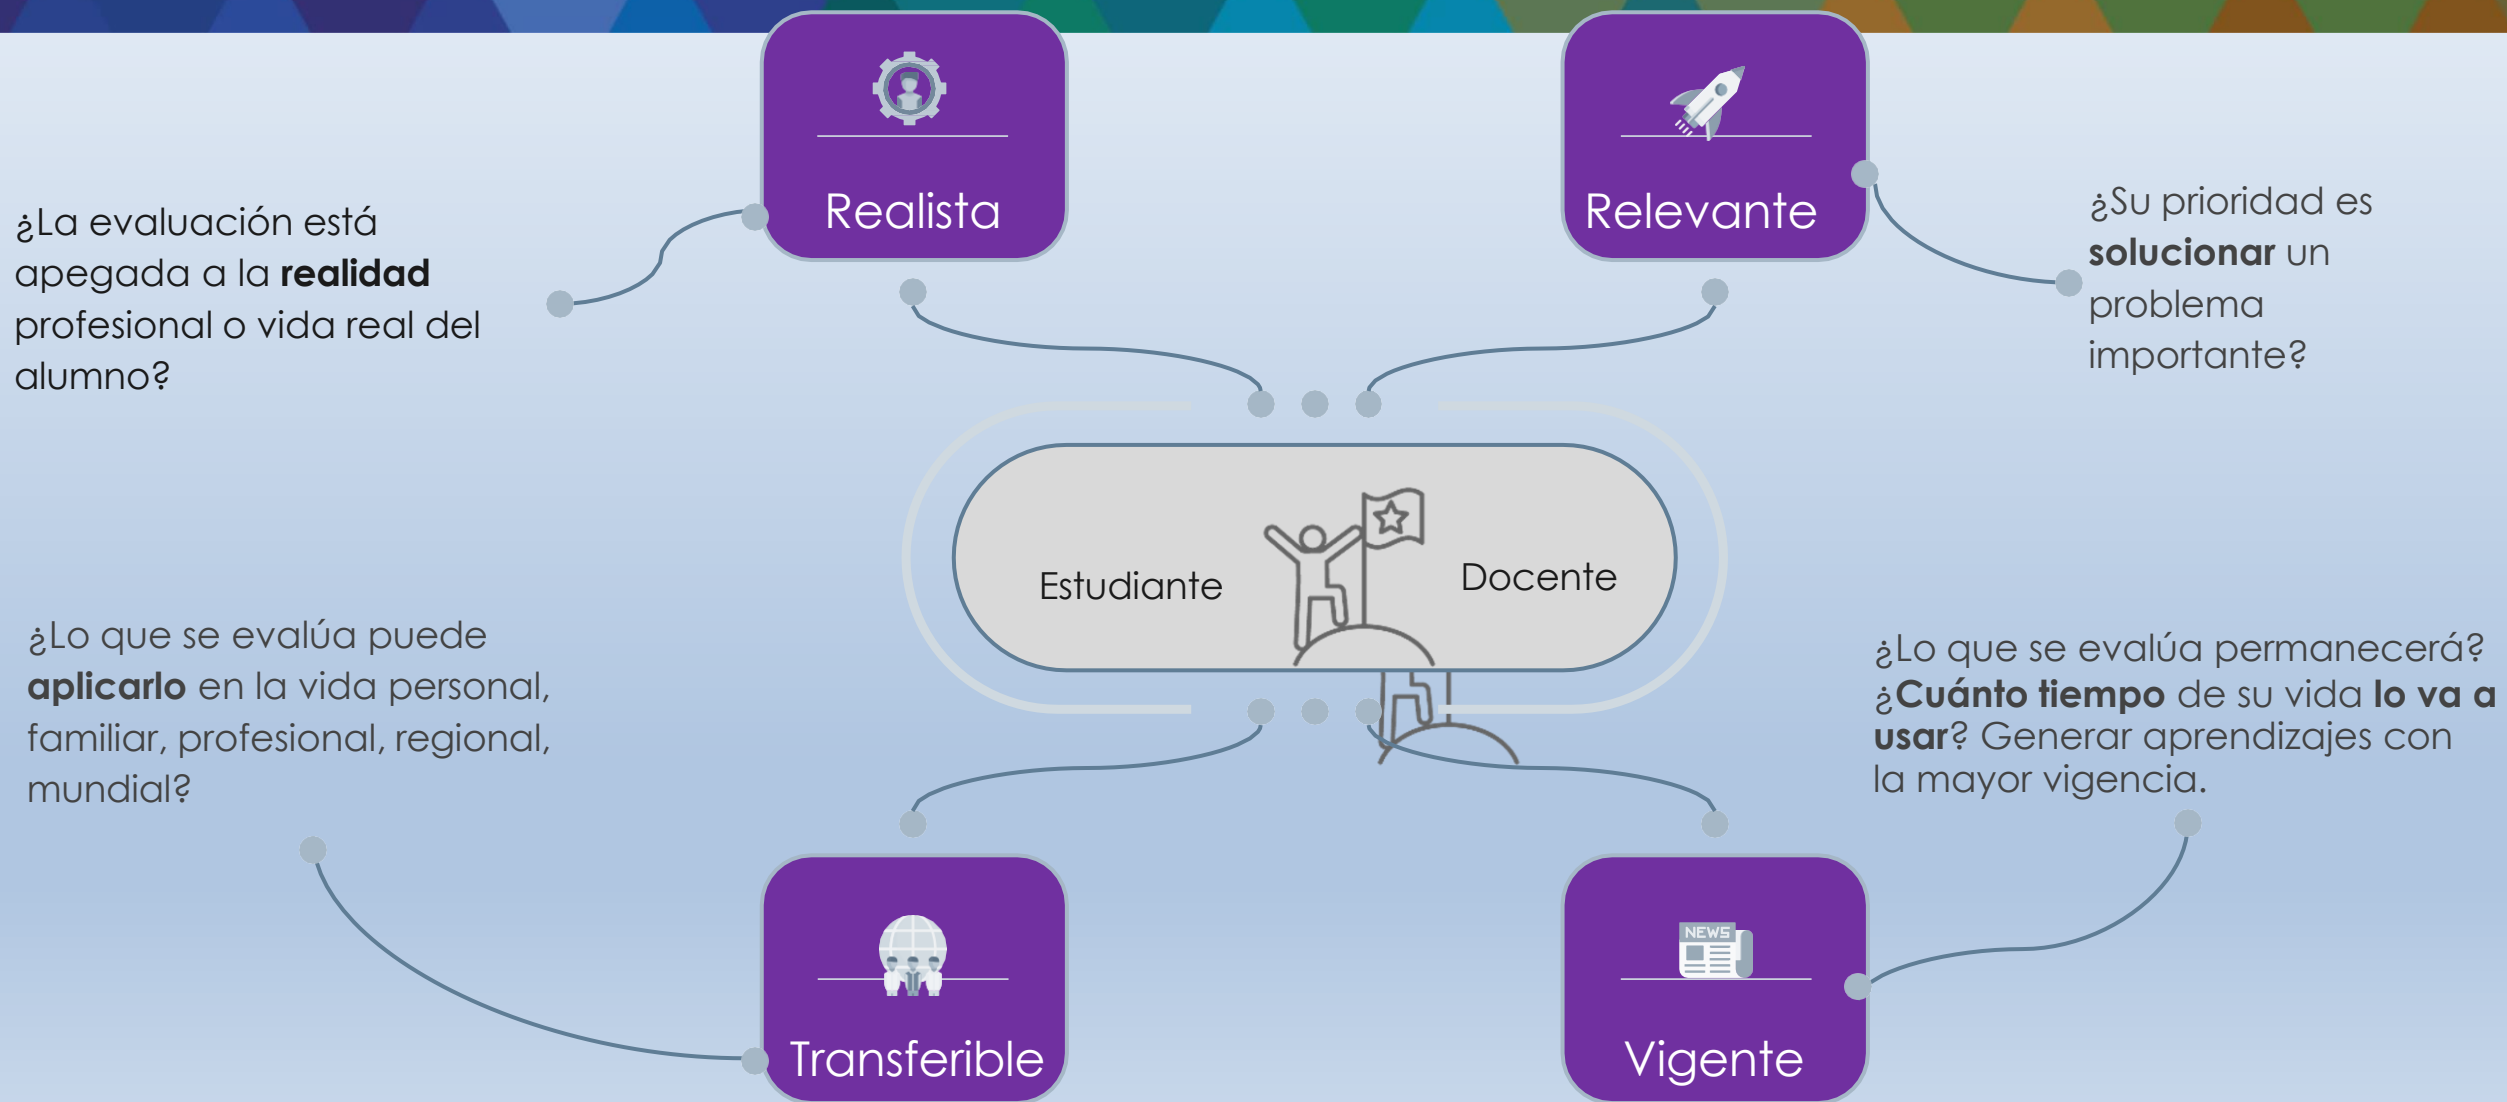 Realista
¿La evaluación está
apegada a la realidad
profesional o vida real del
alumno?
Relevante
¿Su prioridad es
solucionar un
problema
importante?
Estudiante
Docente
¿Lo que se evalúa puede
aplicarlo en la vida personal,
familiar, profesional, regional,
mundial?
Transferible
¿Lo que se evalúa permanecerá?
¿Cuánto tiempo de su vida lo va a
usar? Generar aprendizajes con
la mayor vigencia.
NEWS
Vigente